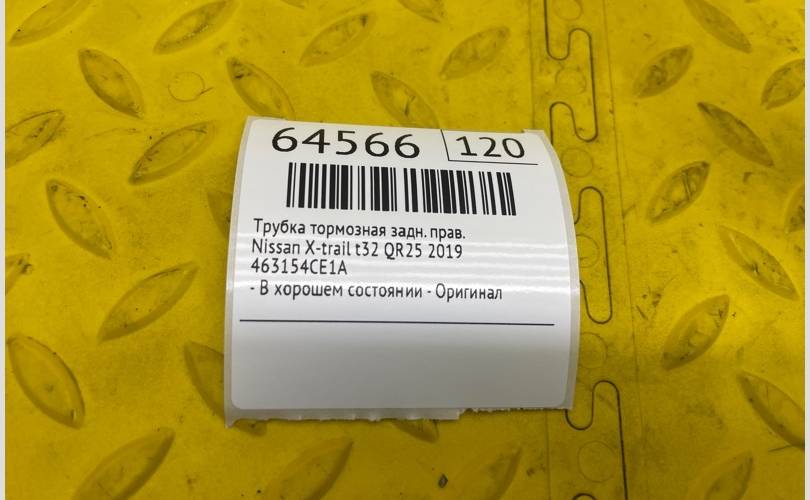 64566 120
Трубка тормозная задн. прав.
Nissan X-trail t32 QR25 2019
463154CE1A
- В хорошем состоянии - Оригинал